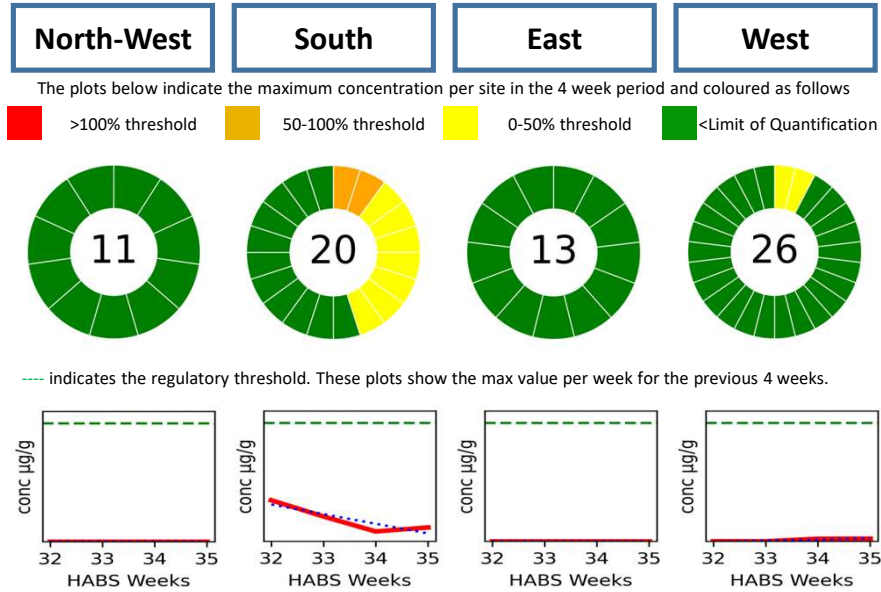 North-West South East West
The plots below indicate the maximum concentration per site in the 4 week period and coloured as follows
>100% threshold 50-100% threshold 0-50% threshold <Limit of Quantification
11 20 13 26
---- indicates the regulatory threshold. These plots show the max value per week for the previous 4 weeks.
conc µg/g conc µg/g conc µg/g conc µg/g
32 33 34 35 32 33 34 35 32 33 34 35 32 33 34 35
HABS Weeks HABS Weeks HABS Weeks HABS Weeks